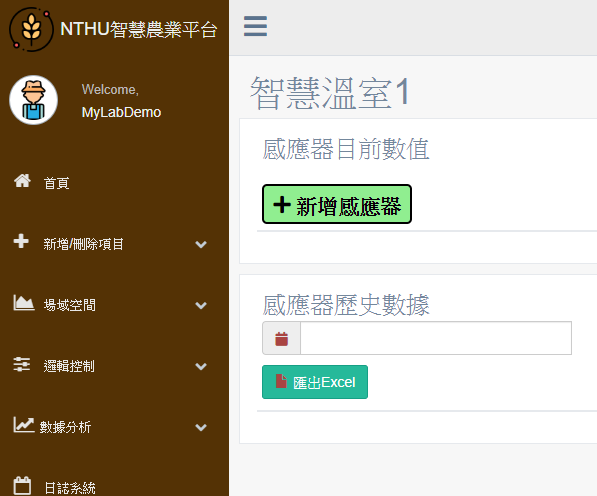 NTHU智慧農業平台
Welcome,
MyLabDemo
首頁
新增/刪除項目
場域空間
邏輯控制
數據分析
日誌系統
智慧溫室1
感應器目前數值
新增感應器
感應器歷史數據
匯出Excel